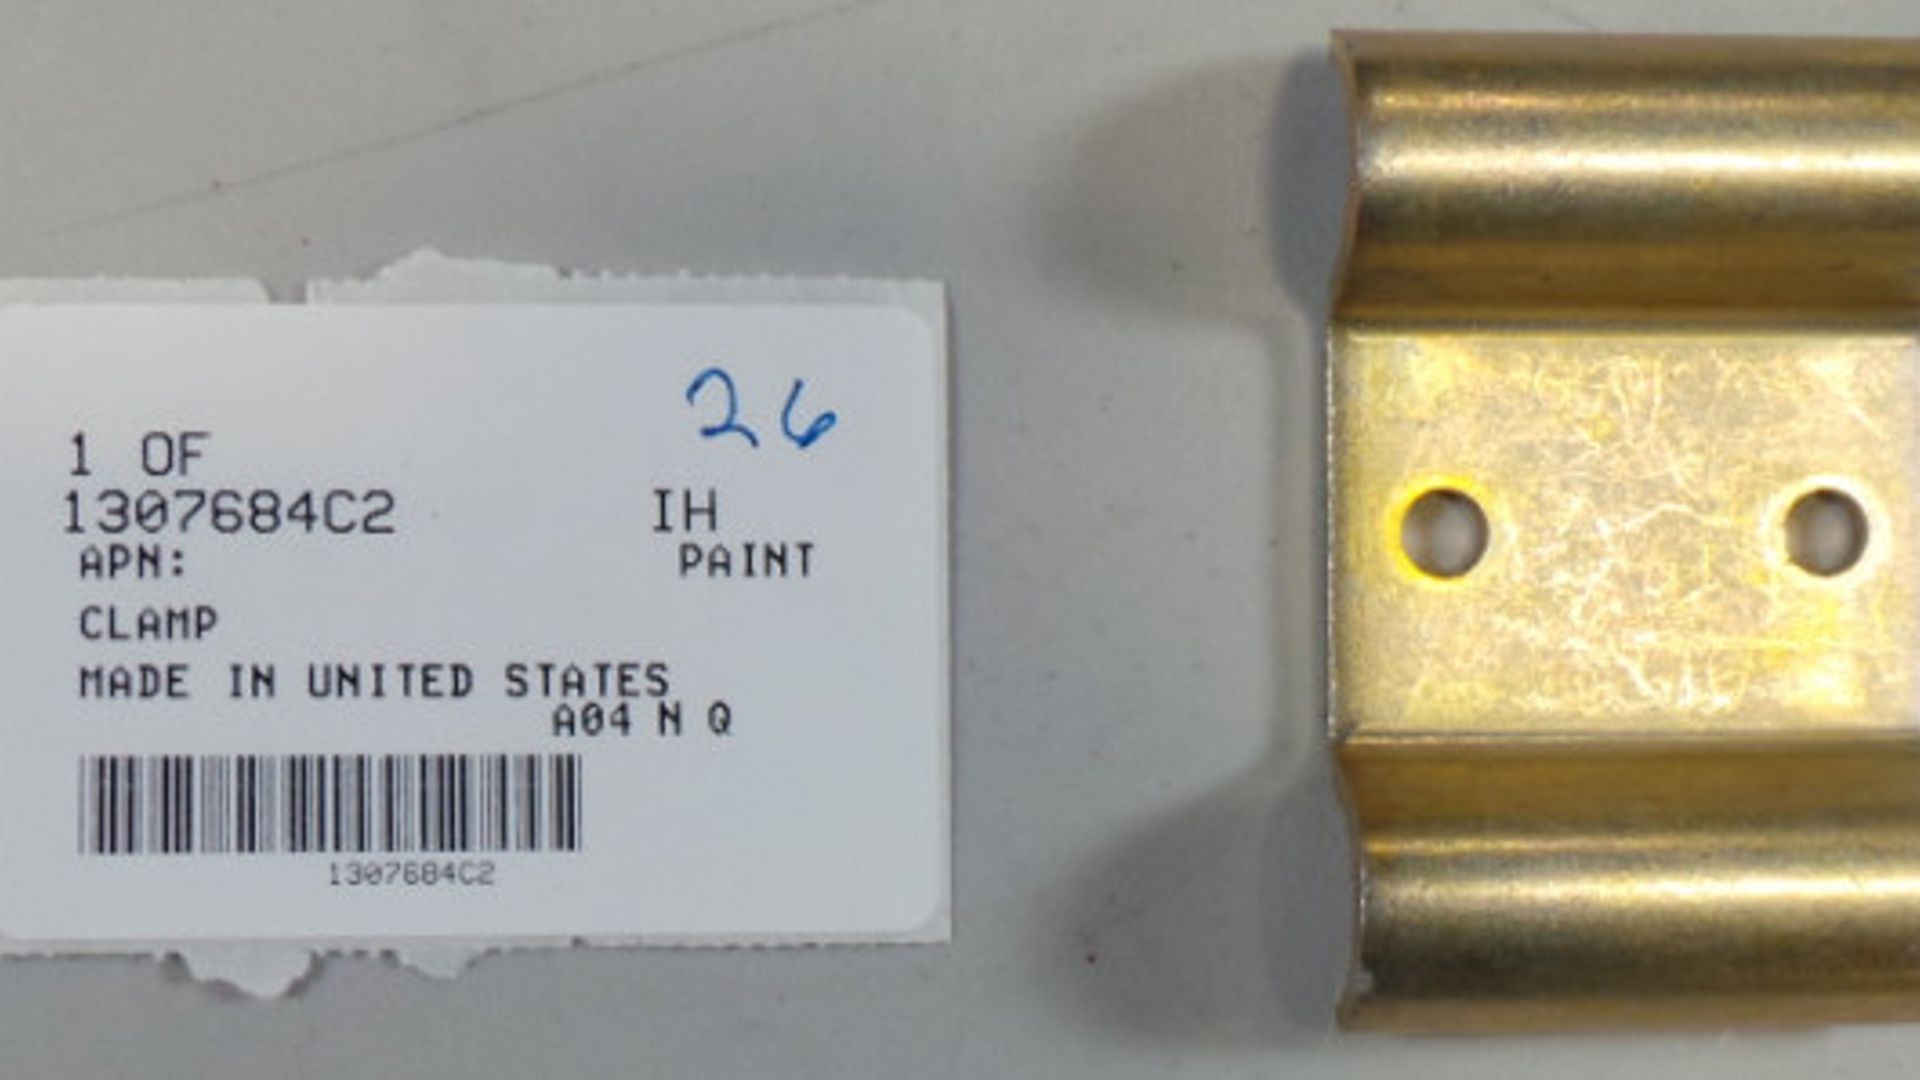 26
1 OF
1307684C2 IH
APN: PAINT
CLAMP
MADE IN UNITED STATES
A04 N Q
1307684C2